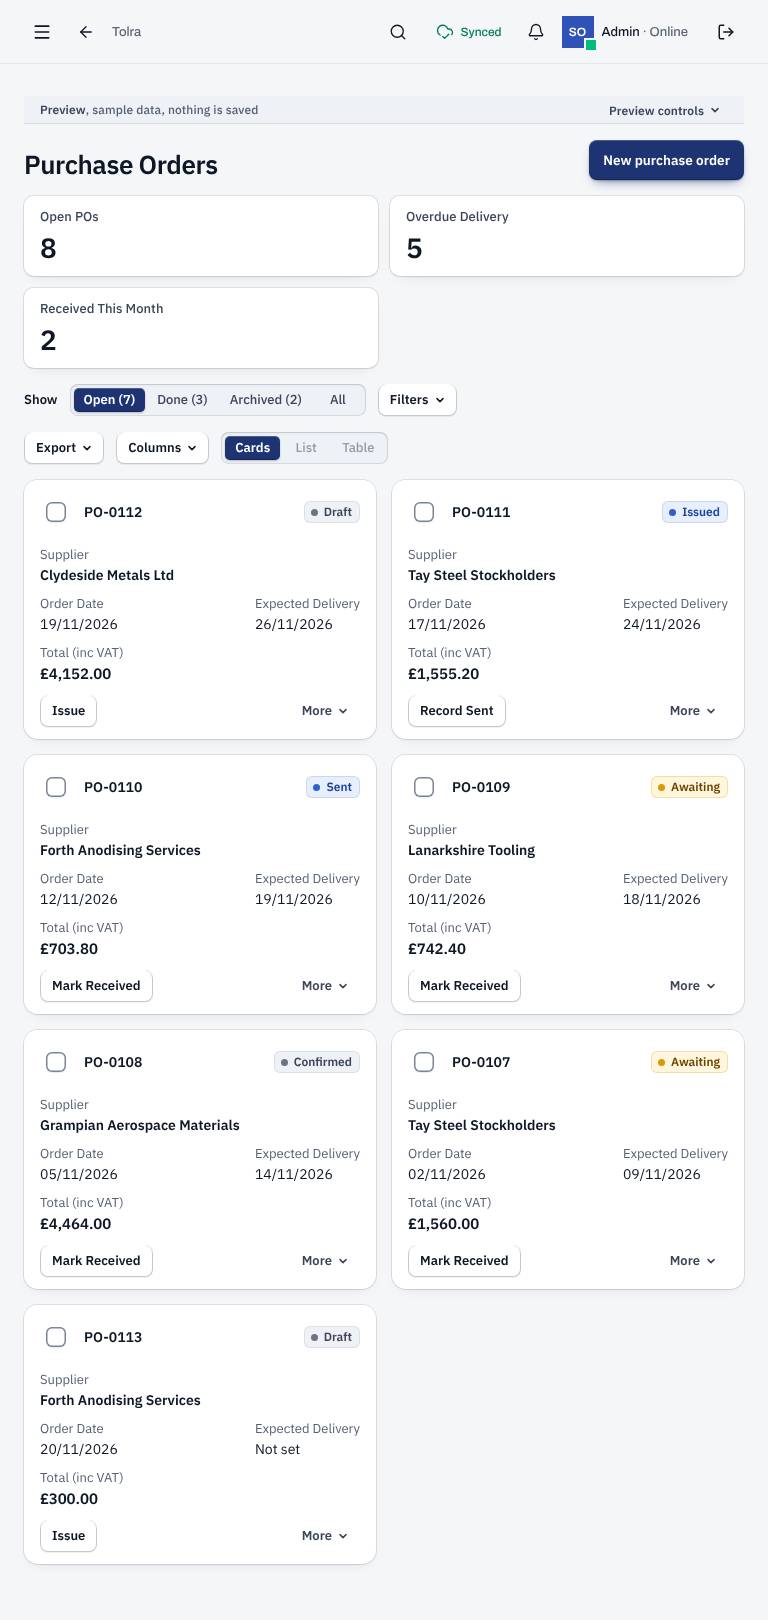 Tolra
Synced
SO
Admin · Online
Preview, sample data, nothing is saved
Preview controls
Purchase Orders
New purchase order
Open POs
8
Overdue Delivery
5
Received This Month
2
Show
Open (7)
Done (3)
Archived (2)
All
Filters
Export
Columns
Cards
List
Table
PO-0112
Draft
Supplier
Clydeside Metals Ltd
Order Date
Expected Delivery
19/11/2026
26/11/2026
Total (inc VAT)
£4,152.00
Issue
More
PO-0111
Issued
Supplier
Tay Steel Stockholders
Order Date
Expected Delivery
17/11/2026
24/11/2026
Total (inc VAT)
£1,555.20
Record Sent
More
PO-0110
Sent
Supplier
Forth Anodising Services
Order Date
Expected Delivery
12/11/2026
19/11/2026
Total (inc VAT)
£703.80
Mark Received
More
PO-0109
Awaiting
Supplier
Lanarkshire Tooling
Order Date
Expected Delivery
10/11/2026
18/11/2026
Total (inc VAT)
£742.40
Mark Received
More
PO-0108
Confirmed
Supplier
Grampian Aerospace Materials
Order Date
Expected Delivery
05/11/2026
14/11/2026
Total (inc VAT)
£4,464.00
Mark Received
More
PO-0107
Awaiting
Supplier
Tay Steel Stockholders
Order Date
Expected Delivery
02/11/2026
09/11/2026
Total (inc VAT)
£1,560.00
Mark Received
More
PO-0113
Draft
Supplier
Forth Anodising Services
Order Date
Expected Delivery
20/11/2026
Not set
Total (inc VAT)
£300.00
Issue
More